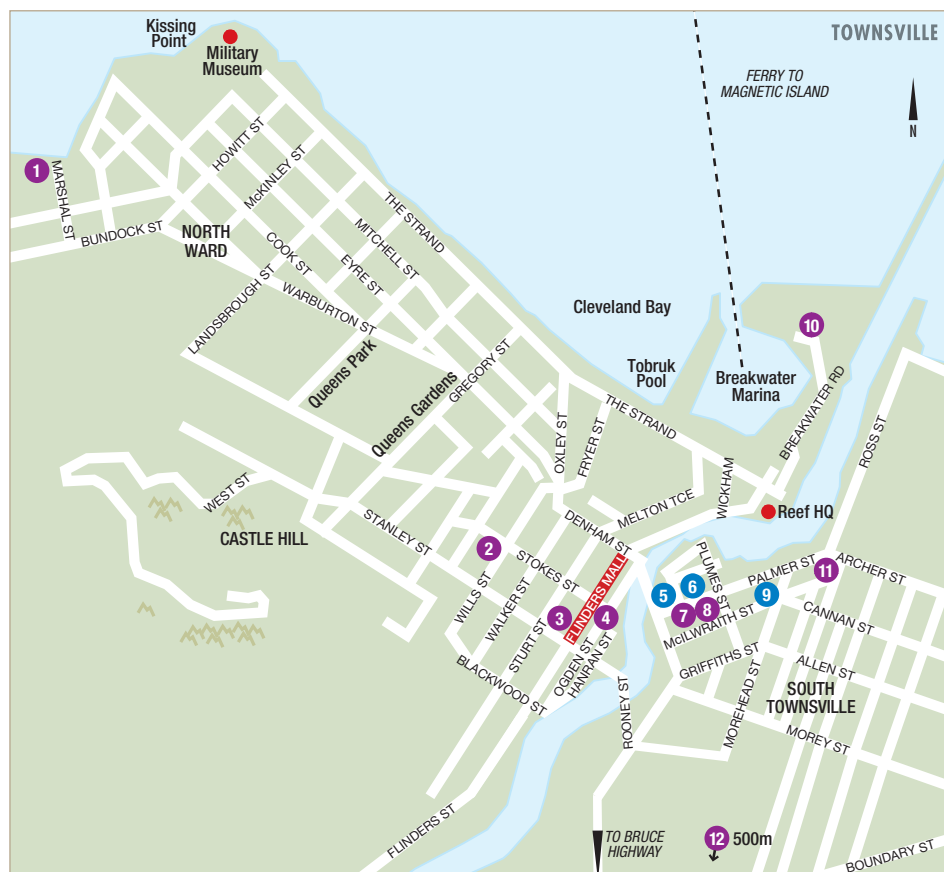 TOWNSVILLE
Kissing
Point
Military
Museum
FERRY TO
MAGNETIC ISLAND
N
HOWITT ST
1
MARSHAL ST
McKINLEY ST
THE STRAND
BUNDOCK ST
NORTH
WARD
MITCHELL ST
COOK ST
EYRE ST
LANDSBROUGH ST
WARBURTON ST
Cleveland Bay
10
Queens Park
GREGORY ST
Tobruk
Pool
Breakwater
Marina
Queens Gardens
BREAKWATER RD
ROSS ST
THE STRAND
OXLEY ST
FRYER ST
WICKHAM
WEST ST
MELTON TCE
Reef HQ
STANLEY ST
DENHAM ST
CASTLE HILL
2
STOKES ST
PLUMES ST
PALMER ST
ARCHER ST
11
FLINDERS MALL
5
6
9
WILLS ST
WALKER ST
3
4
7
8
McILWRAITH ST
CANNAN ST
STURT ST
OGDEN ST
HANRAN ST
GRIFFITHS ST
ALLEN ST
BLACKWOOD ST
ROONEY ST
MOREHEAD ST
SOUTH
TOWNSVILLE
MOREY ST
FLINDERS ST
TO BRUCE
HIGHWAY
12 500m
BOUNDARY ST